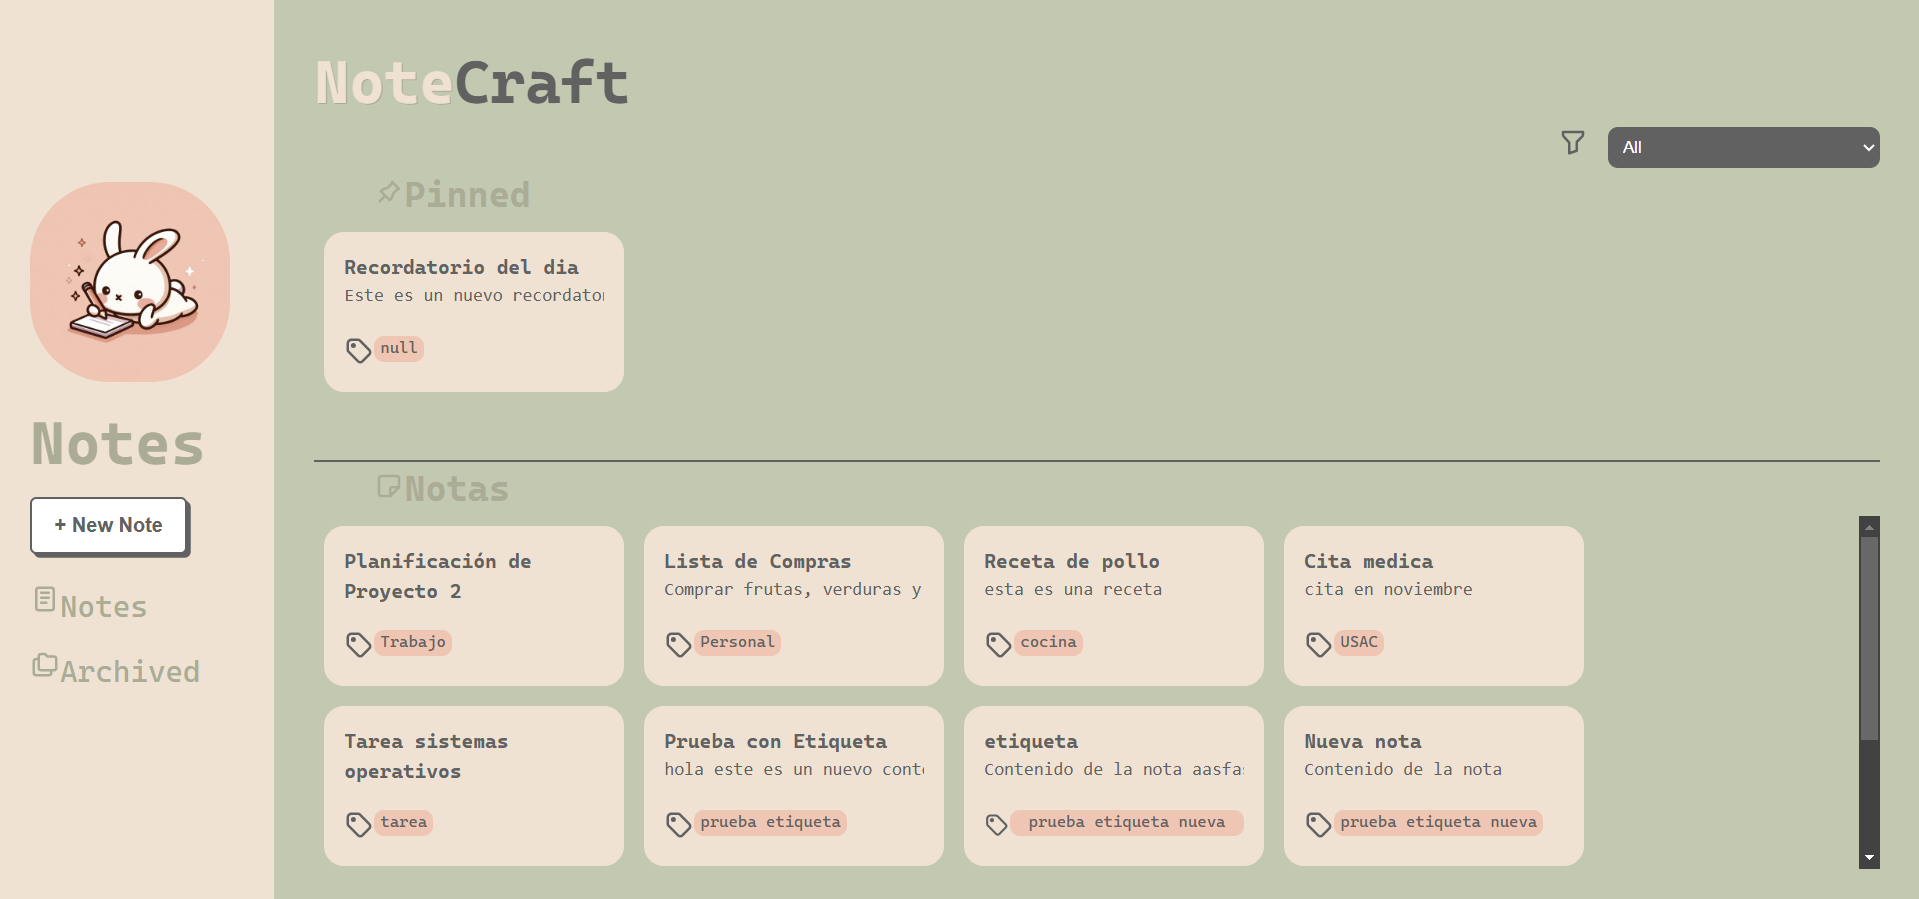 NoteCraft
All
Pinned
Recordatorio del dia
Este es un nuevo recordator
null
Notes
+ New Note
Notes
Archived
Notas
Planificación de
Proyecto 2
Trabajo
Lista de Compras
Comprar frutas, verduras y
Personal
Receta de pollo
esta es una receta
cocina
Cita medica
cita en noviembre
USAC
Tarea sistemas
operativos
tarea
Prueba con Etiqueta
hola este es un nuevo conte
prueba etiqueta
etiqueta
Contenido de la nota aasfas
prueba etiqueta nueva
Nueva nota
Contenido de la nota
prueba etiqueta nueva